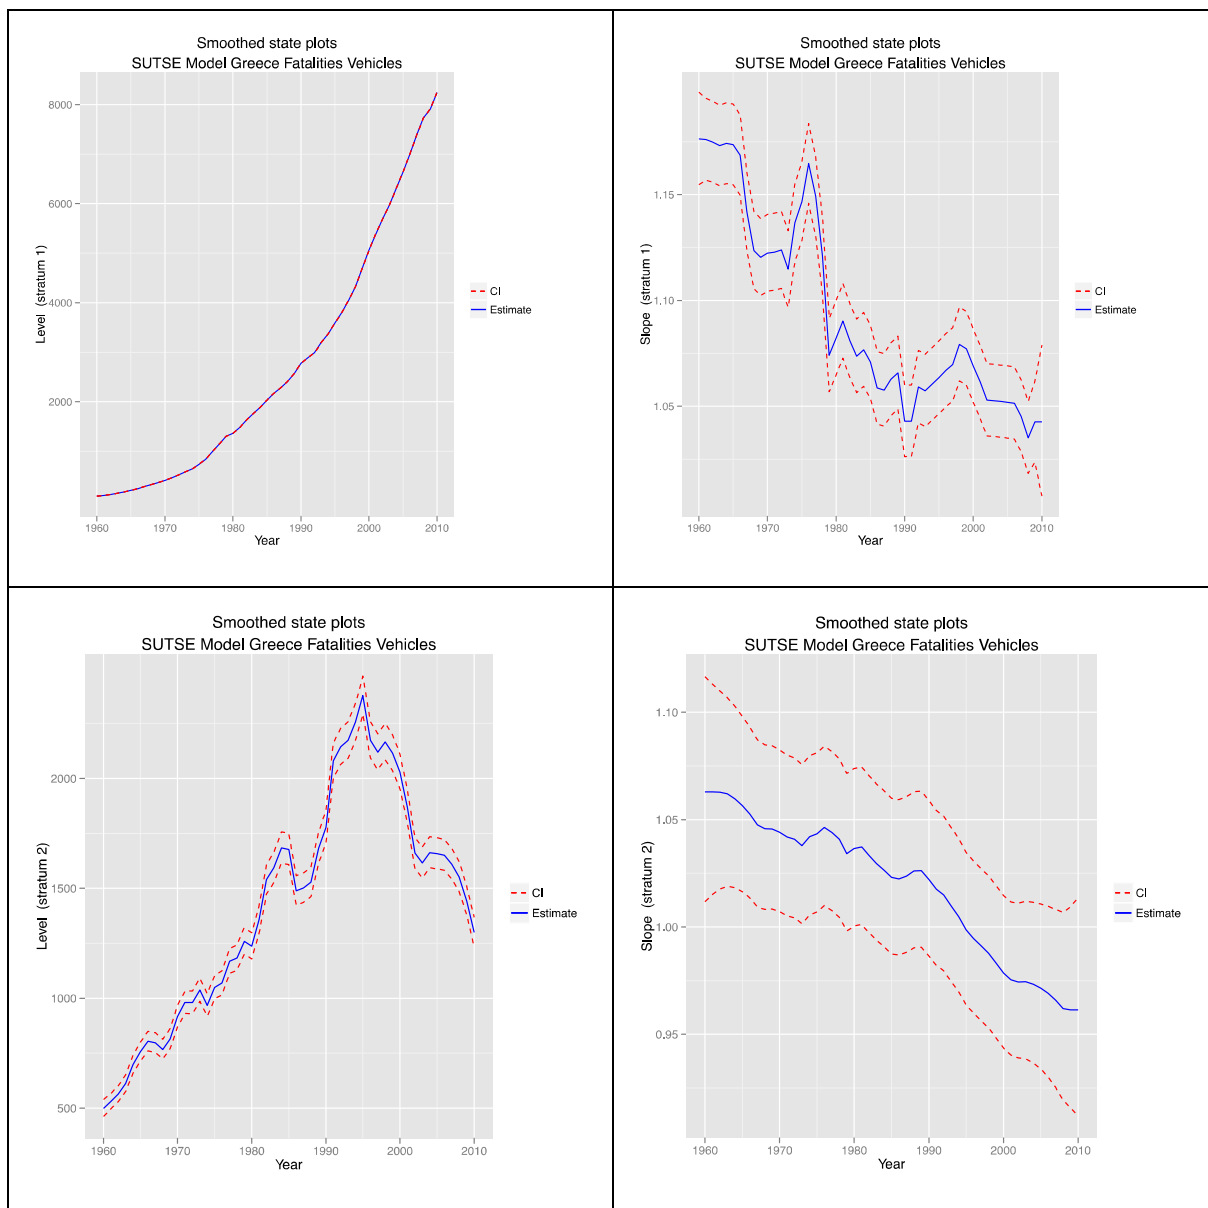 Smoothed state plots
SUTSE Model Greece Fatalities Vehicles
8000
6000
4000
2000
Level (stratum 1)
1960 1970 1980 1990 2000 2010
Year
CI
Estimate
Smoothed state plots
SUTSE Model Greece Fatalities Vehicles
1.15
1.10
1.05
Slope (stratum 1)
1960 1970 1980 1990 2000 2010
Year
CI
Estimate
Smoothed state plots
SUTSE Model Greece Fatalities Vehicles
2000
1500
1000
500
Level (stratum 2)
1960 1970 1980 1990 2000 2010
Year
CI
Estimate
Smoothed state plots
SUTSE Model Greece Fatalities Vehicles
1.10
1.05
1.00
0.95
Slope (stratum 2)
1960 1970 1980 1990 2000 2010
Year
CI
Estimate